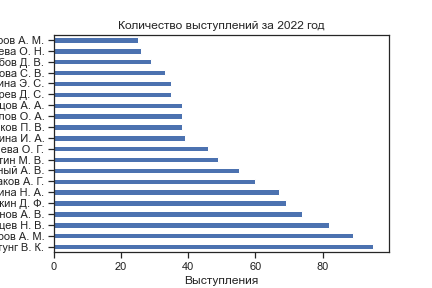 Количество выступлений за 2022 год
ров А. М.
ева О. Н.
бов Д. В.
ова С. В.
ина Э. С.
рев Д. С.
цов А. А.
лов О. А.
ков П. В.
ина И. А.
ева О. Г.
тин М. В.
ный А. В.
аков А. Г.
ина Н. А.
кин Д. Ф.
нов А. В.
цев Н. В.
ров А. М.
тунг В. К.
0 20 40 60 80
Выступления